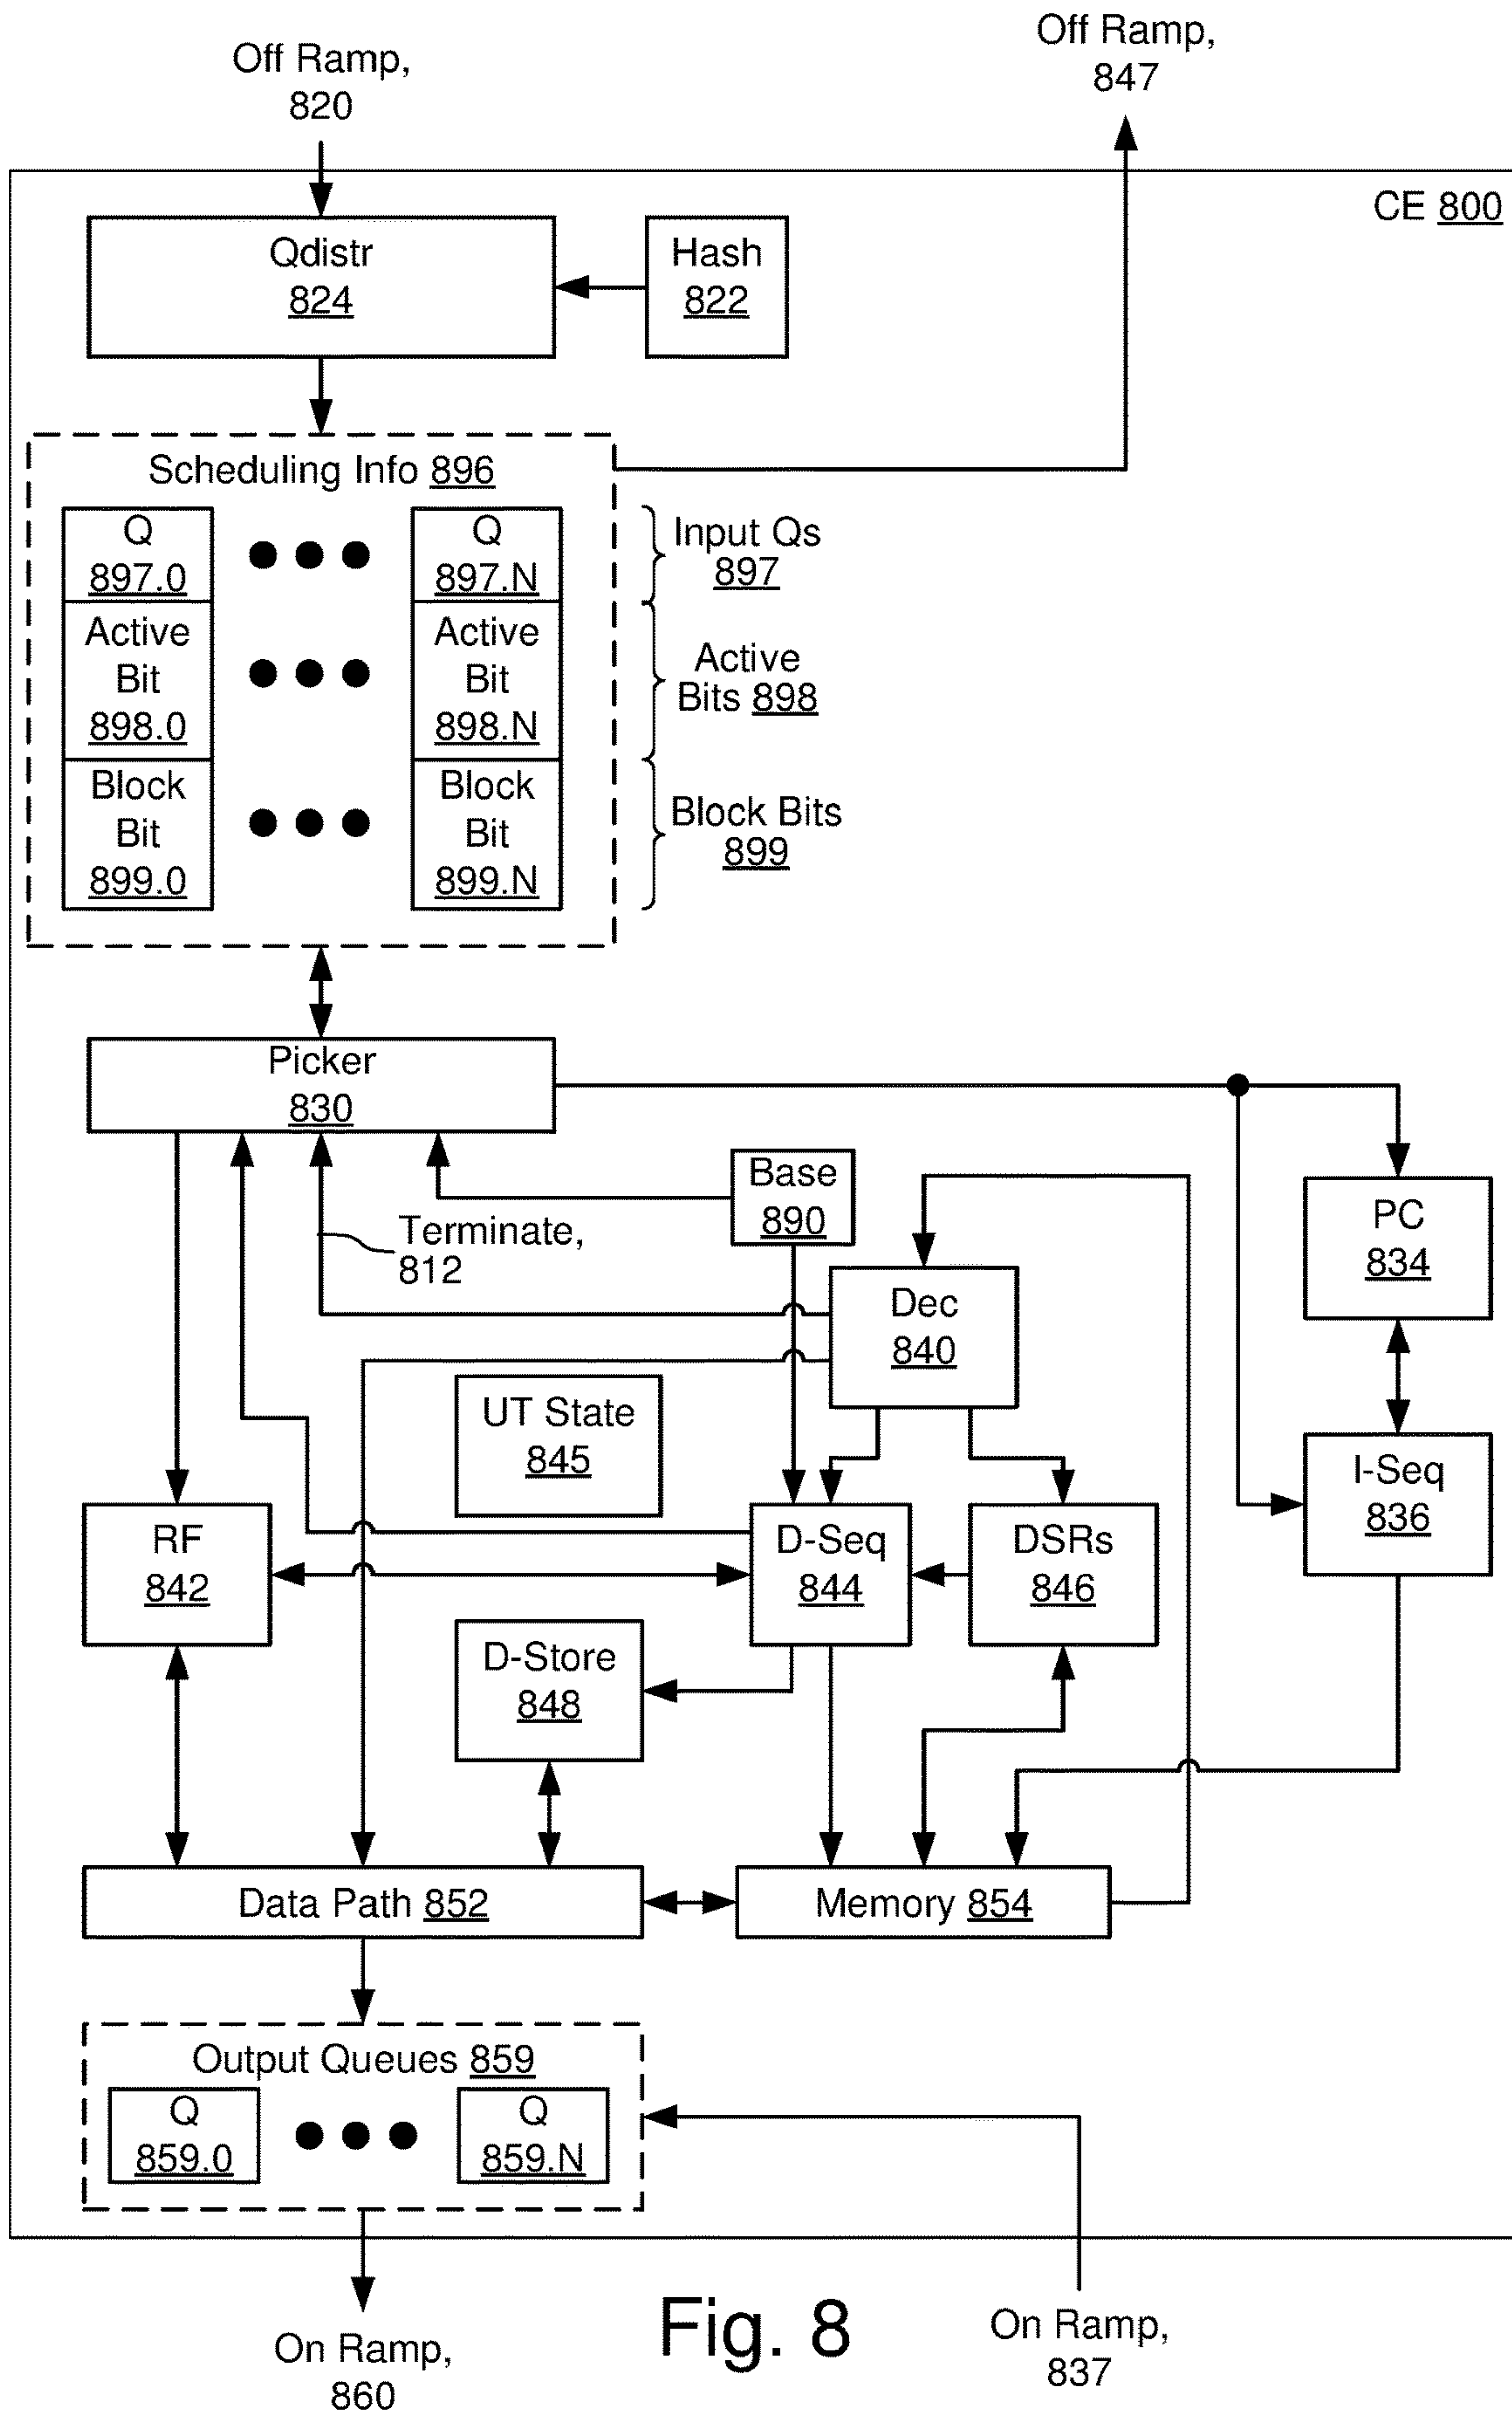 Off Ramp,
820
Off Ramp,
847
CE 800
Qdistr
824
Hash
822
Scheduling Info 896
Q
897.0
Q
897.N
Input Qs
897
Active
Bit
898.0
Active
Bit
898.N
Active
Bits 898
Block
Bit
899.0
Block
Bit
899.N
Block Bits
899
Picker
830
Base
890
Terminate,
812
PC
834
Dec
840
UT State
845
I-Seq
836
RF
842
D-Seq
844
DSRs
846
D-Store
848
Data Path 852
Memory 854
Output Queues 859
Q
859.0
Q
859.N
On Ramp,
860
Fig. 8
On Ramp,
837